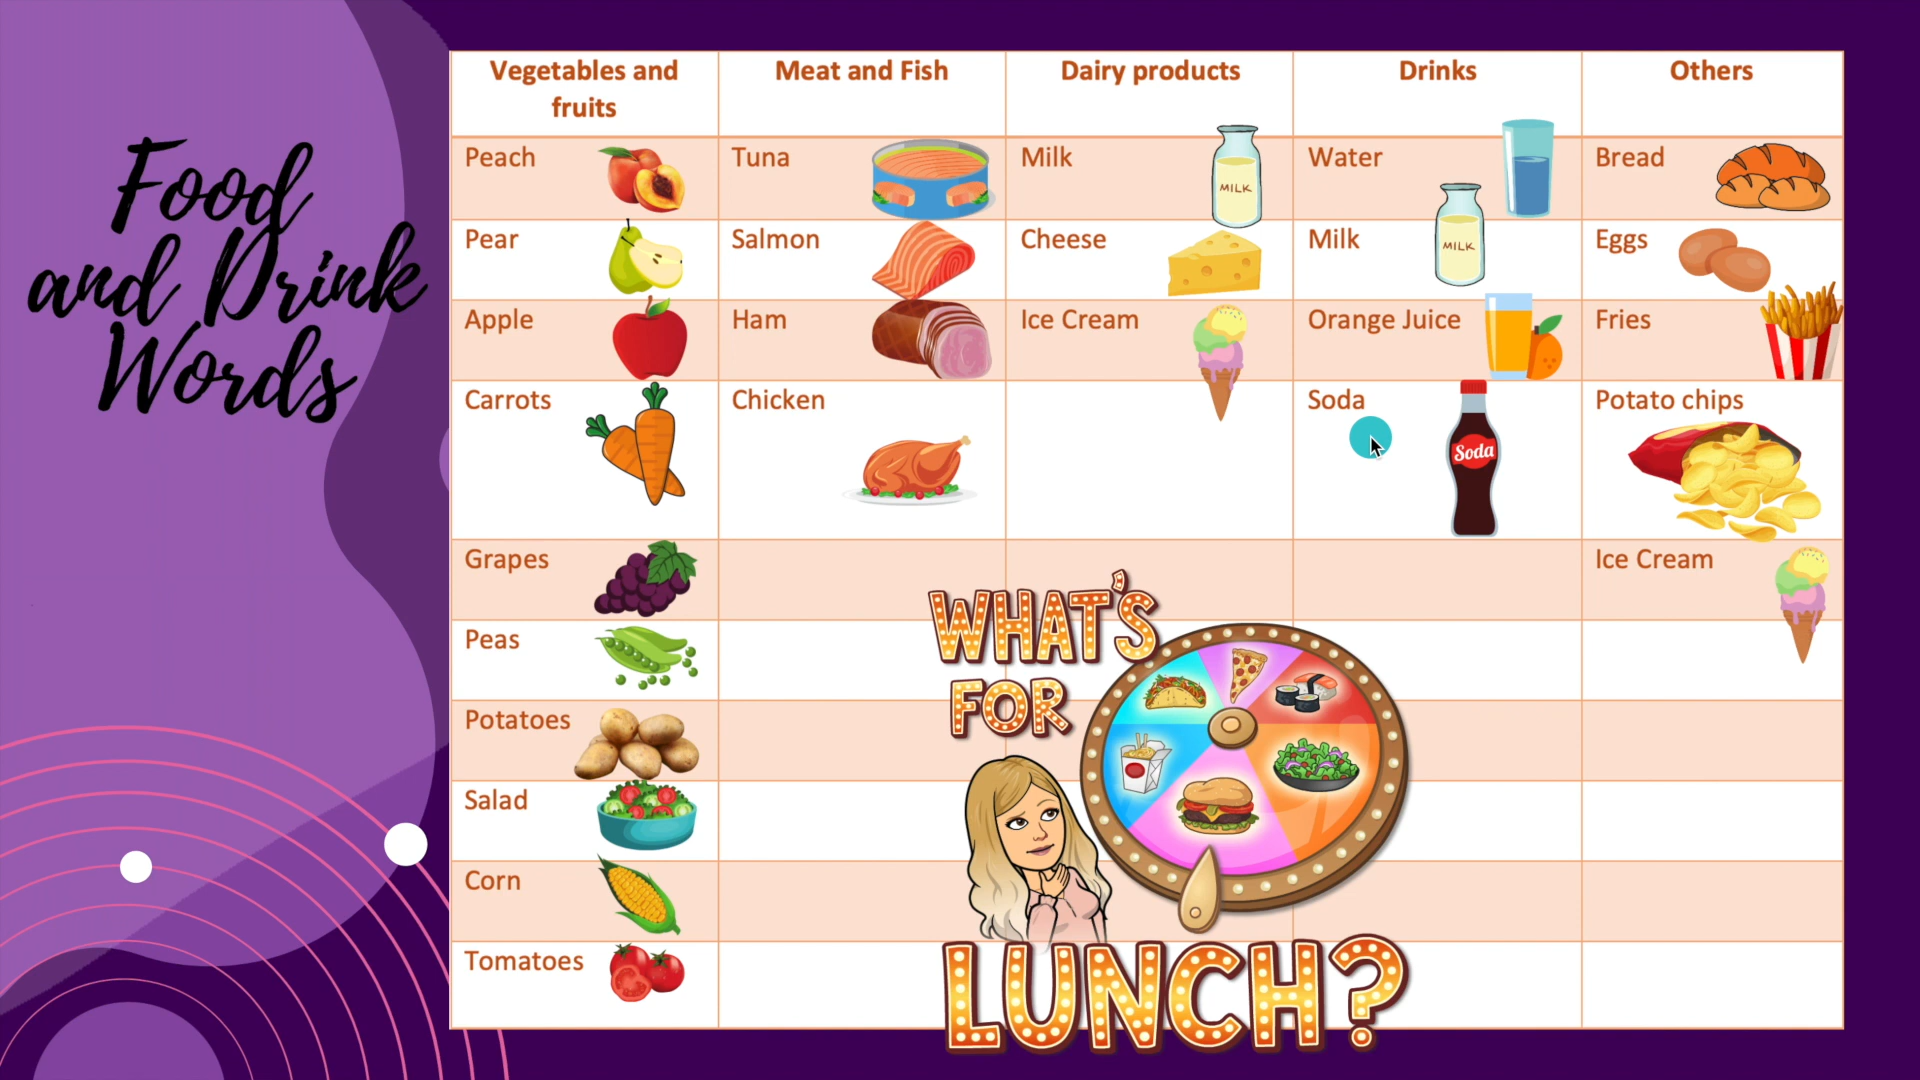 Food
and Drink
Words
Vegetables and
fruits
Meat and Fish
Dairy products
Drinks
Others
Peach
Tuna
Milk
MILK
Water
Bread
Pear
Salmon
Cheese
Milk
MILK
Eggs
Apple
Ham
Ice Cream
Orange Juice
Fries
Carrots
Chicken
Soda
Soda
Potato chips
Grapes
Ice Cream
Peas
Potatoes
Salad
Corn
Tomatoes
WHAT'S
FOR
LUNCH?